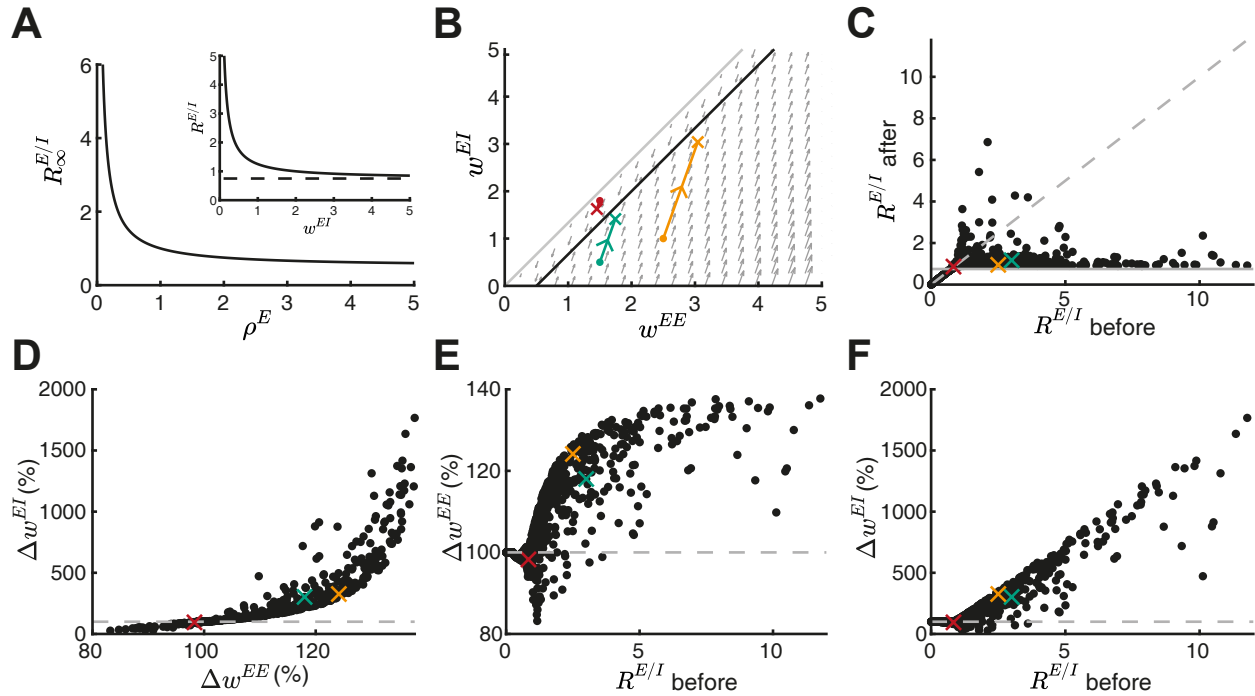 A
6
4
2
0
R∞^{E/I}
0 1 2 3 4 5
ρ^E
5
4
3
2
1
0
R^{E/I}
0 1 2 3 4 5
w^{EI}
B
5
4
3
2
1
0
w^{EI}
1 2 3 4 5
w^{EE}
C
10
8
6
4
2
0
R^{E/I} after
0 5 10
R^{E/I} before
D
2000
1500
1000
500
0
Δw^{EI} (%)
80 100 120
Δw^{EE} (%)
E
140
120
100
80
Δw^{EE} (%)
0 5 10
R^{E/I} before
F
2000
1500
1000
500
0
Δw^{EI} (%)
0 5 10
R^{E/I} before